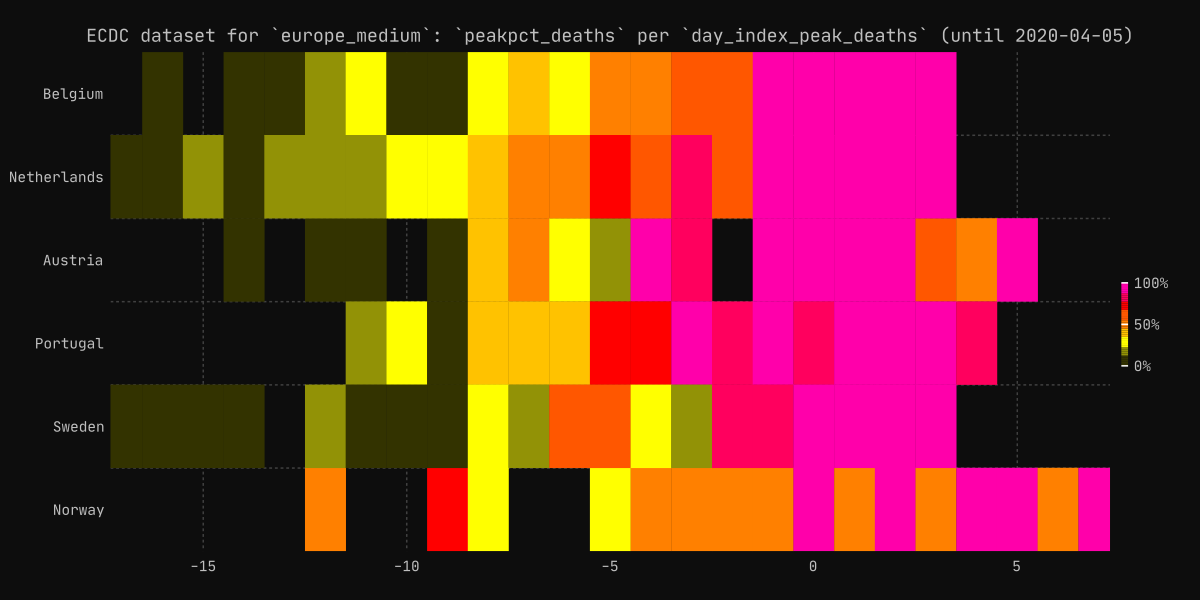 ECDC dataset for `europe_medium`: `peakpct_deaths` per `day_index_peak_deaths` (until 2020-04-05)
Belgium
Netherlands
Austria
Portugal
Sweden
Norway
100%
50%
0%
-15 -10 -5 0 5